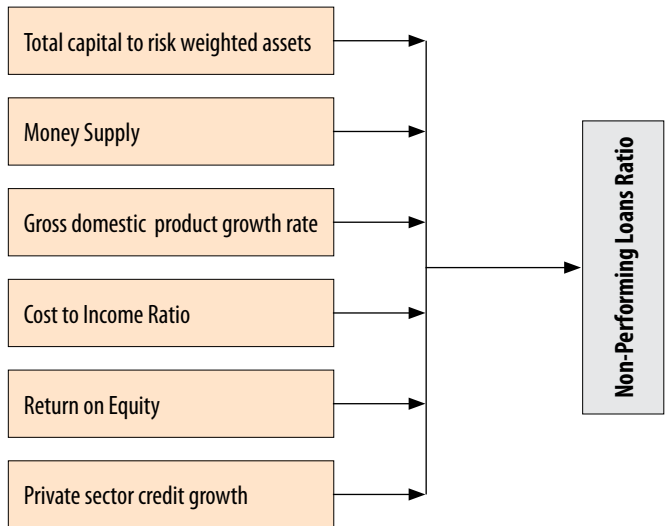 Total capital to risk weighted assets
Money Supply
Gross domestic product growth rate
Cost to Income Ratio
Return on Equity
Private sector credit growth
Non-Performing Loans Ratio